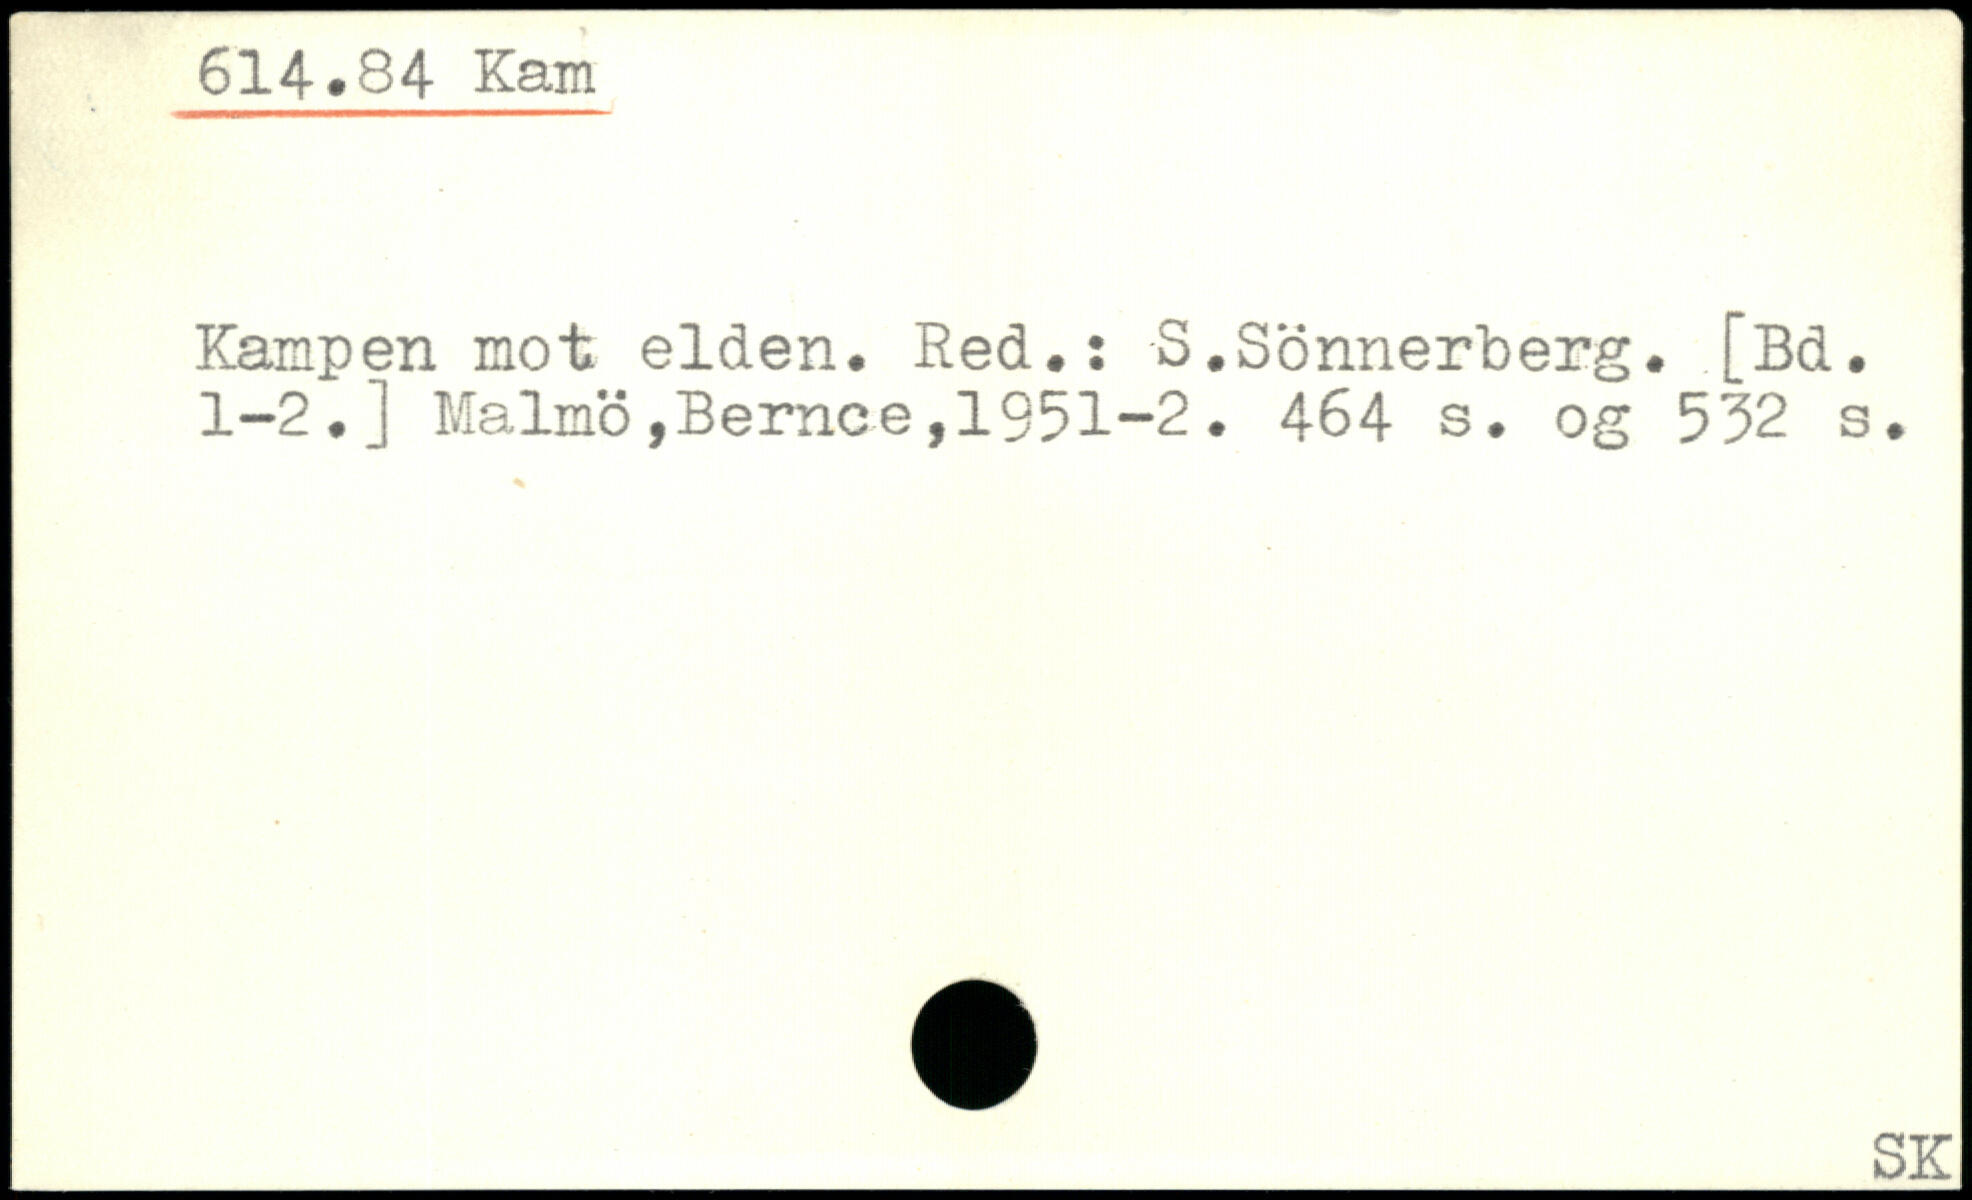 614.84 Kam
Kampen mot elden. Red.: S.Sönnerberg. [Bd.
1-2.] Malmö,Bernce,1951-2. 464 s. og 532 s.
SK